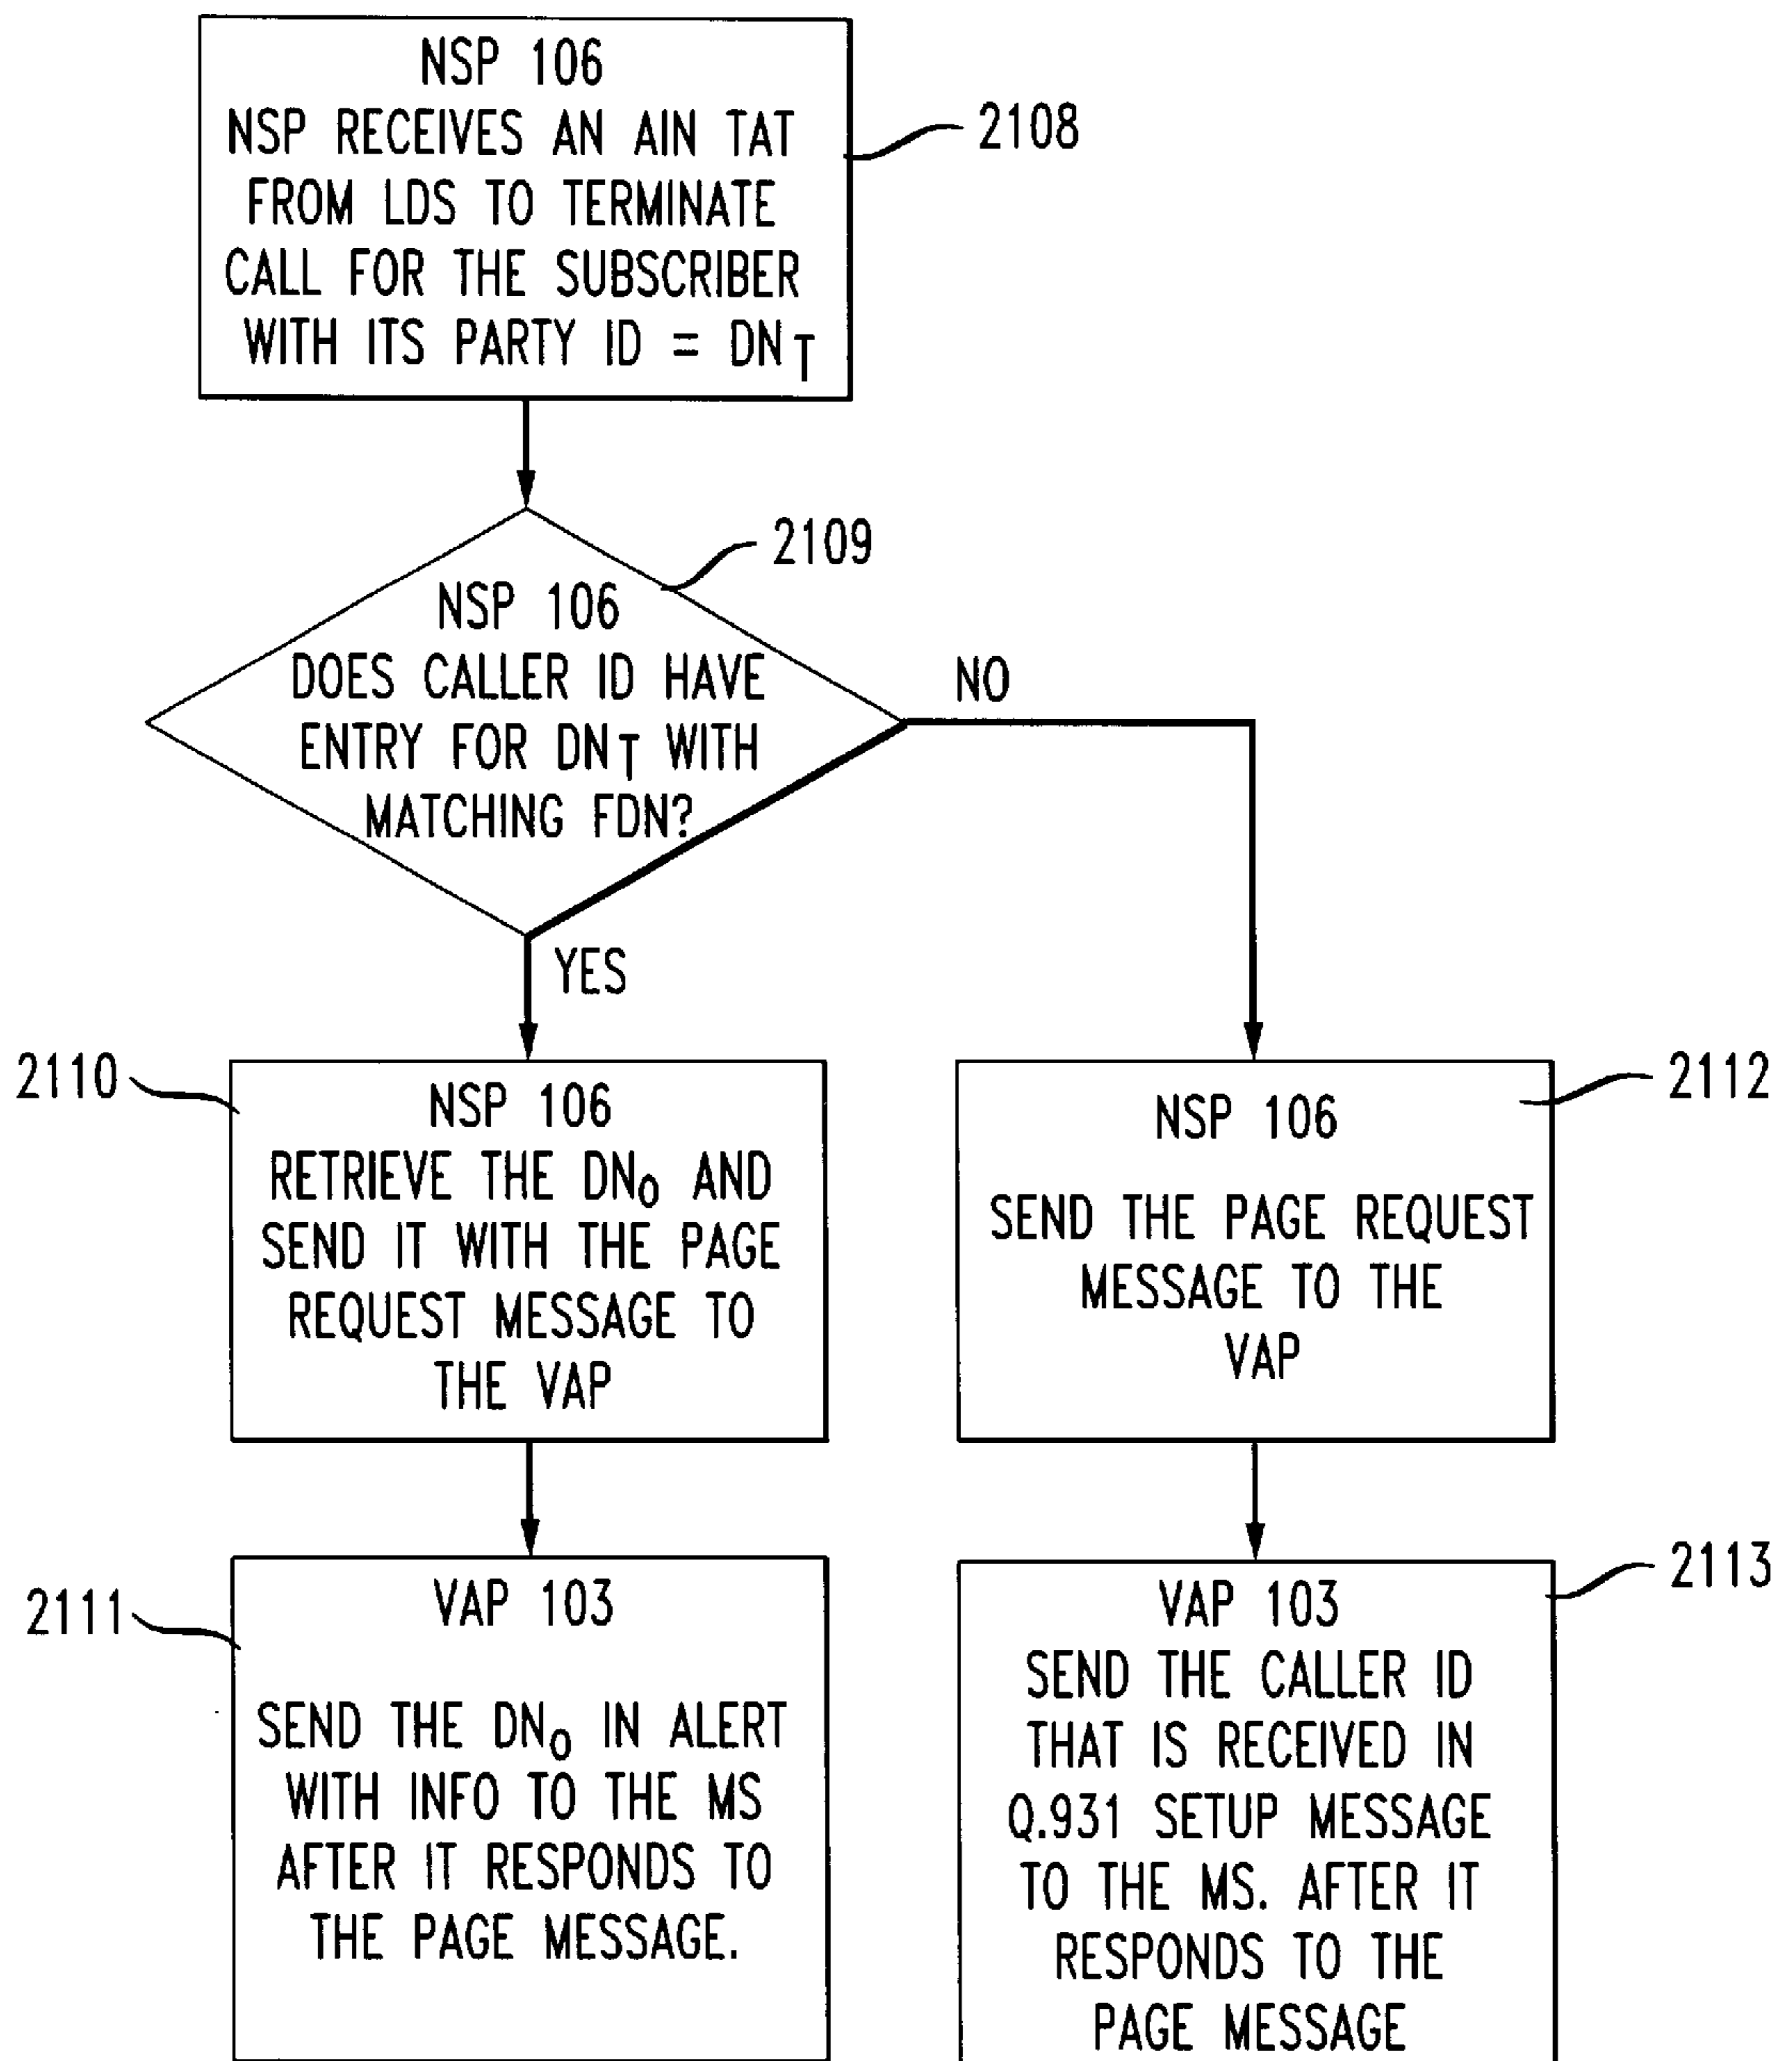 NSP 106
NSP RECEIVES AN AIN TAT
FROM LDS TO TERMINATE
CALL FOR THE SUBSCRIBER
WITH ITS PARTY ID = DN T
2108
2109
NSP 106
DOES CALLER ID HAVE
ENTRY FOR DN T WITH
MATCHING FDN?
NO
YES
2110
NSP 106
RETRIEVE THE DN0 AND
SEND IT WITH THE PAGE
REQUEST MESSAGE TO
THE VAP
2112
NSP 106
SEND THE PAGE REQUEST
MESSAGE TO THE
VAP
2111
VAP 103
SEND THE DN0 IN ALERT
WITH INFO TO THE MS
AFTER IT RESPONDS TO
THE PAGE MESSAGE.
2113
VAP 103
SEND THE CALLER ID
THAT IS RECEIVED IN
Q.931 SETUP MESSAGE
TO THE MS. AFTER IT
RESPONDS TO THE
PAGE MESSAGE